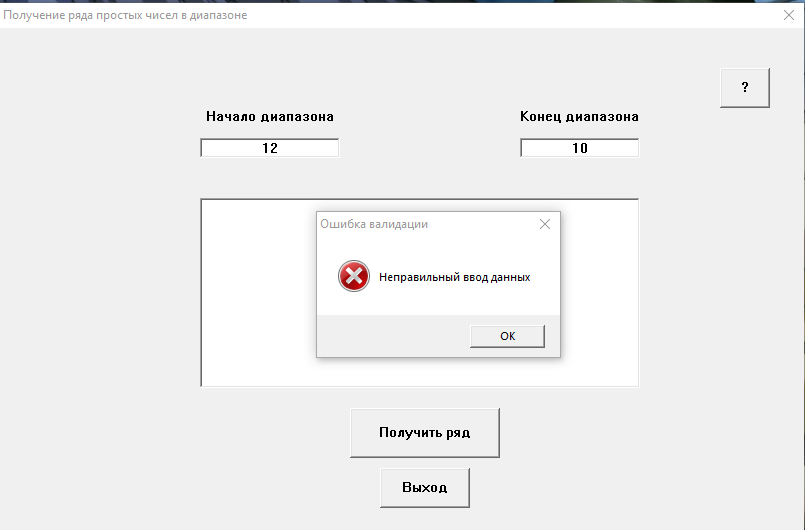 Получение ряда простых чисел в диапазоне
?
Начало диапазона
Конец диапазона
12
10
Ошибка валидации
Неправильный ввод данных
OK
Получить ряд
Выход